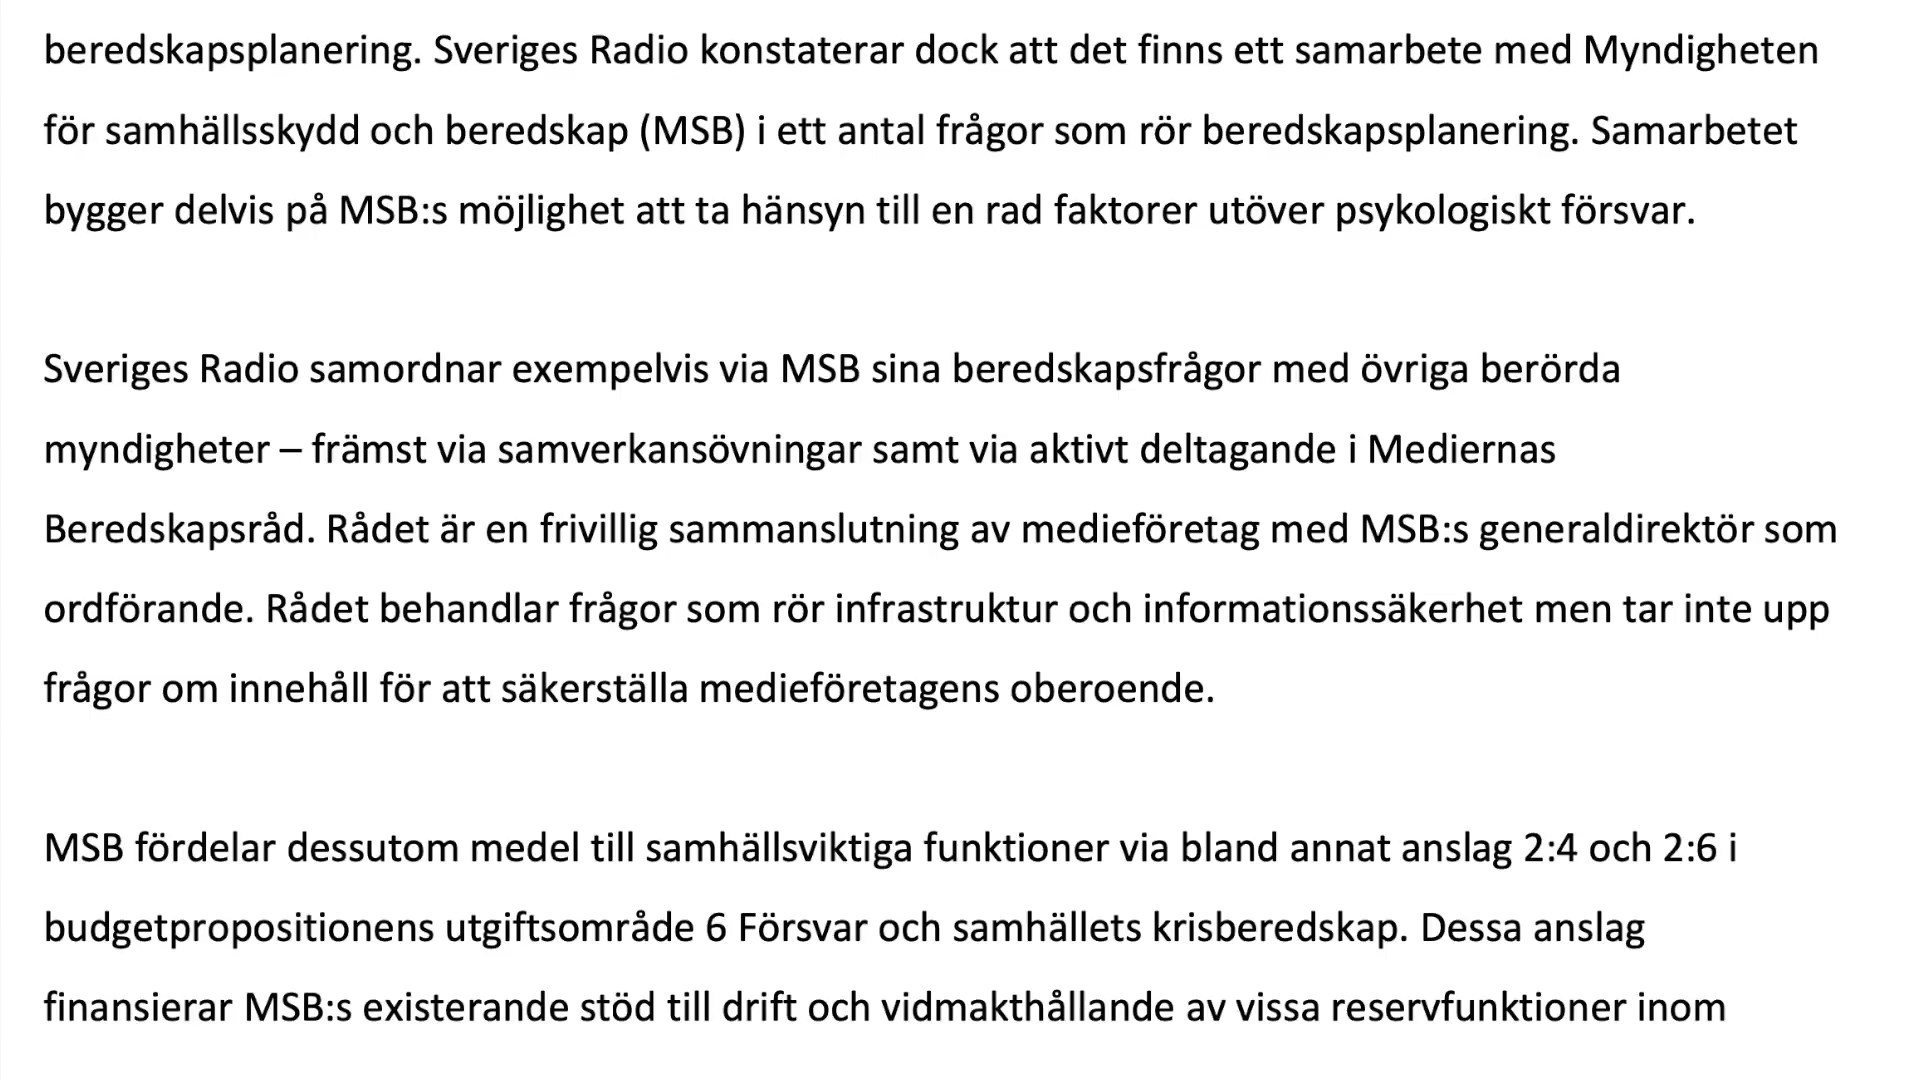 beredskapsplanering. Sveriges Radio konstaterar dock att det finns ett samarbete med Myndigheten
för samhällsskydd och beredskap (MSB) i ett antal frågor som rör beredskapsplanering. Samarbetet
bygger delvis på MSB:s möjlighet att ta hänsyn till en rad faktorer utöver psykologiskt försvar.
Sveriges Radio samordnar exempelvis via MSB sina beredskapsfrågor med övriga berörda
myndigheter – främst via samverkansövningar samt via aktivt deltagande i Mediernas
Beredskapsråd. Rådet är en frivillig sammanslutning av medieföretag med MSB:s generaldirektör som
ordförande. Rådet behandlar frågor som rör infrastruktur och informationssäkerhet men tar inte upp
frågor om innehåll för att säkerställa medieföretagens oberoende.
MSB fördelar dessutom medel till samhällsviktiga funktioner via bland annat anslag 2:4 och 2:6 i
budgetpropositionens utgiftsområde 6 Försvar och samhällets krisberedskap. Dessa anslag
finansierar MSB:s existerande stöd till drift och vidmakthållande av vissa reservfunktioner inom